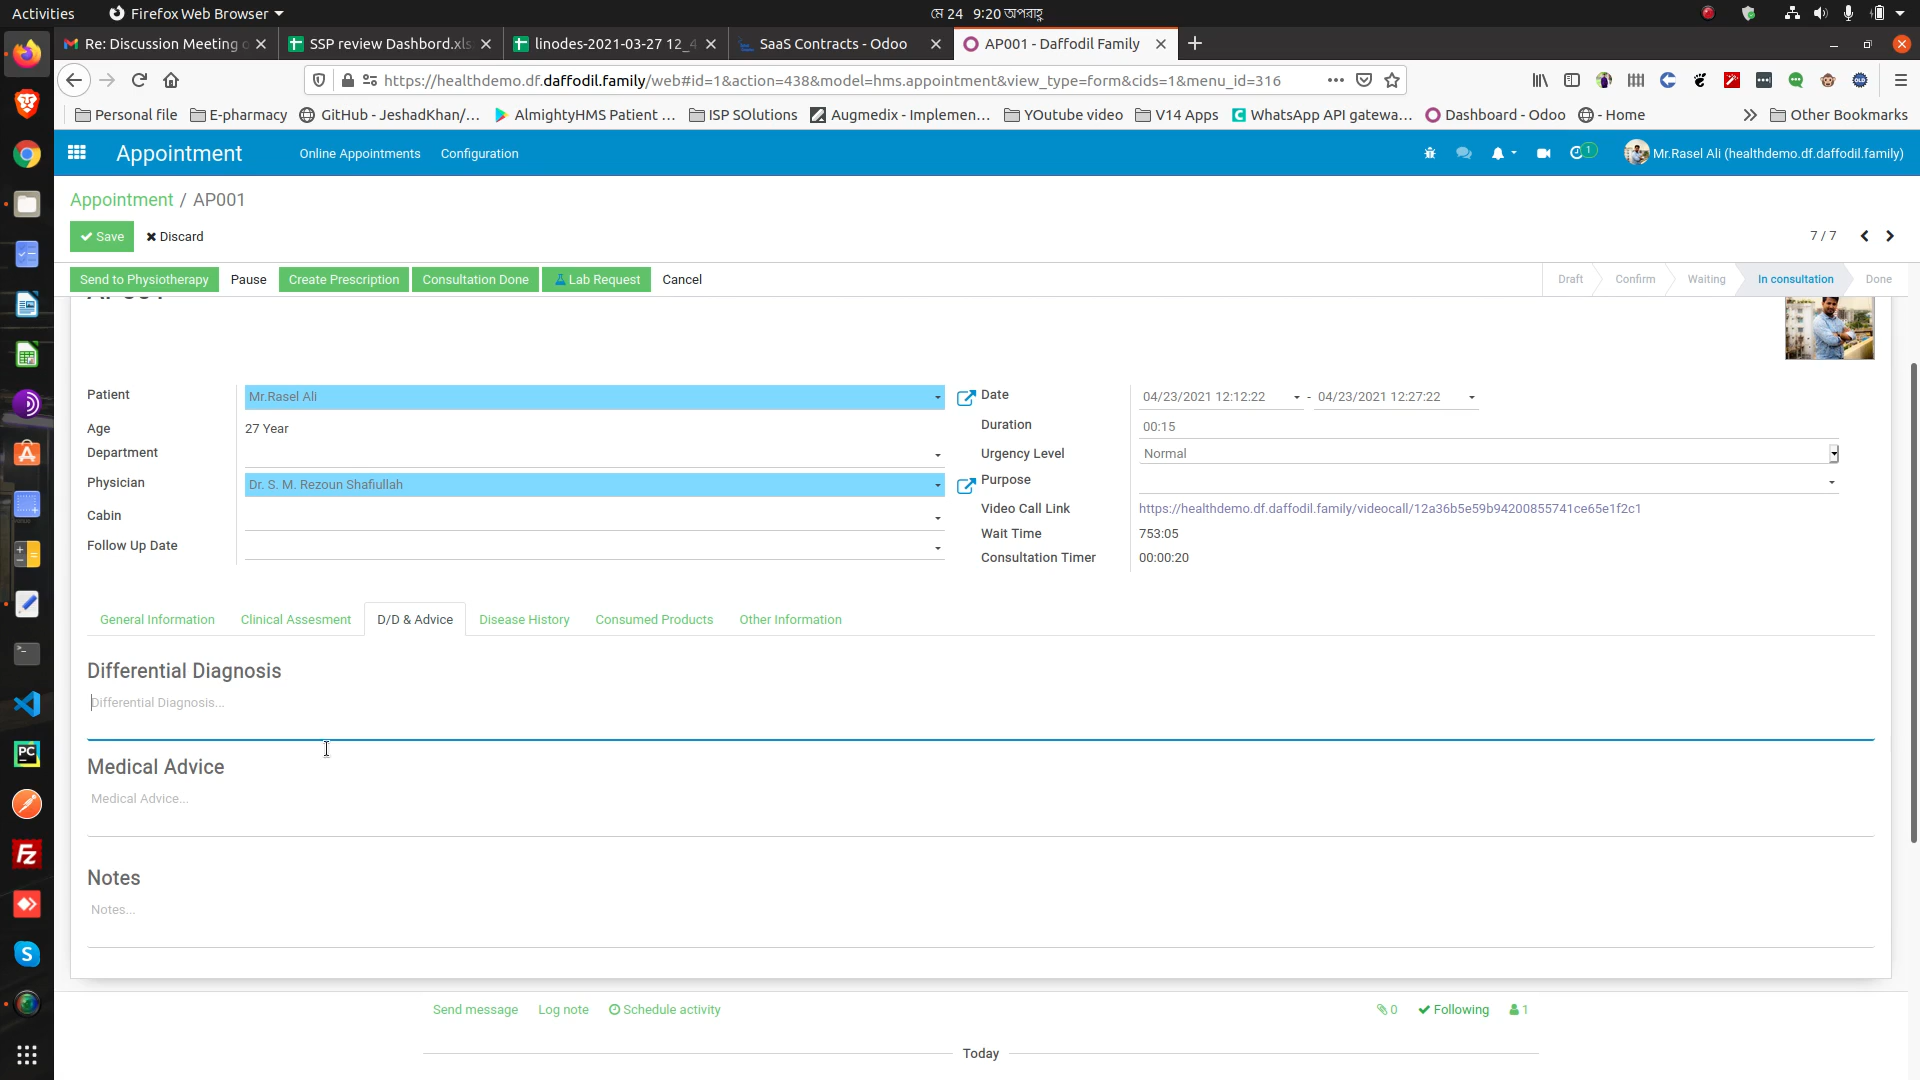 Activities
Firefox Web Browser
মে 24 9:20 অপরাহ্ণ
Re: Discussion Meeting o
SSP review Dashbord.xls
linodes-2021-03-27 12_4
SaaS Contracts - Odoo
AP001 - Daffodil Family
https://healthdemo.df.daffodil.family/web#id=1&action=438&model=hms.appointment&view_type=form&cids=1&menu_id=316
Personal file
E-pharmacy
GitHub - JeshadKhan/...
AlmightyHMS Patient ...
ISP SOlutions
Augmedix - Implemen...
YOutube video
V14 Apps
WhatsApp API gatewa...
Dashboard - Odoo
- Home
Other Bookmarks
Appointment
Online Appointments
Configuration
1
Mr.Rasel Ali (healthdemo.df.daffodil.family)
Appointment / AP001
Save
Discard
7 / 7
Send to Physiotherapy
Pause
Create Prescription
Consultation Done
Lab Request
Cancel
Draft
Confirm
Waiting
In consultation
Done
Patient
Mr.Rasel Ali
Age
27 Year
Department
Physician
Dr. S. M. Rezoun Shafiullah
Cabin
Follow Up Date
Date
04/23/2021 12:12:22 - 04/23/2021 12:27:22
Duration
00:15
Urgency Level
Normal
Purpose
Video Call Link
https://healthdemo.df.daffodil.family/videocall/12a36b5e59b94200855741ce65e1f2c1
Wait Time
753:05
Consultation Timer
00:00:20
General Information
Clinical Assesment
D/D & Advice
Disease History
Consumed Products
Other Information
Differential Diagnosis
Differential Diagnosis...
Medical Advice
Medical Advice...
Notes
Notes...
Send message
Log note
Schedule activity
0
Following
1
Today